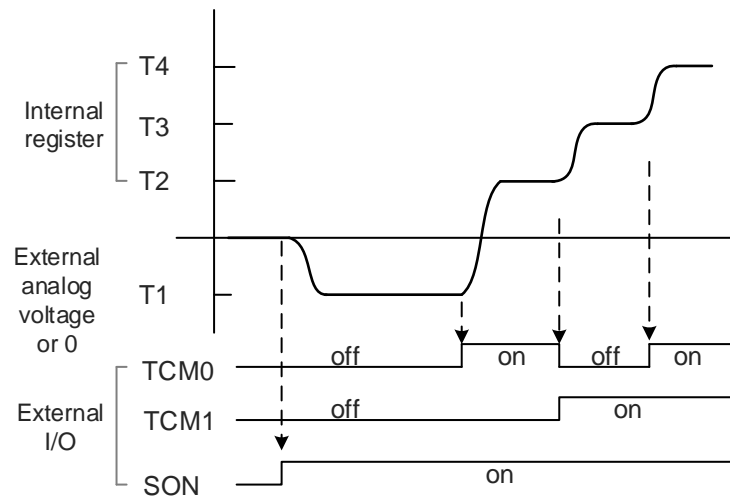 T4
Internal
register
T3
T2
External
analog
voltage
or 0
T1
TCM0
off
on
off
on
External
I/O
TCM1
off
on
SON
on